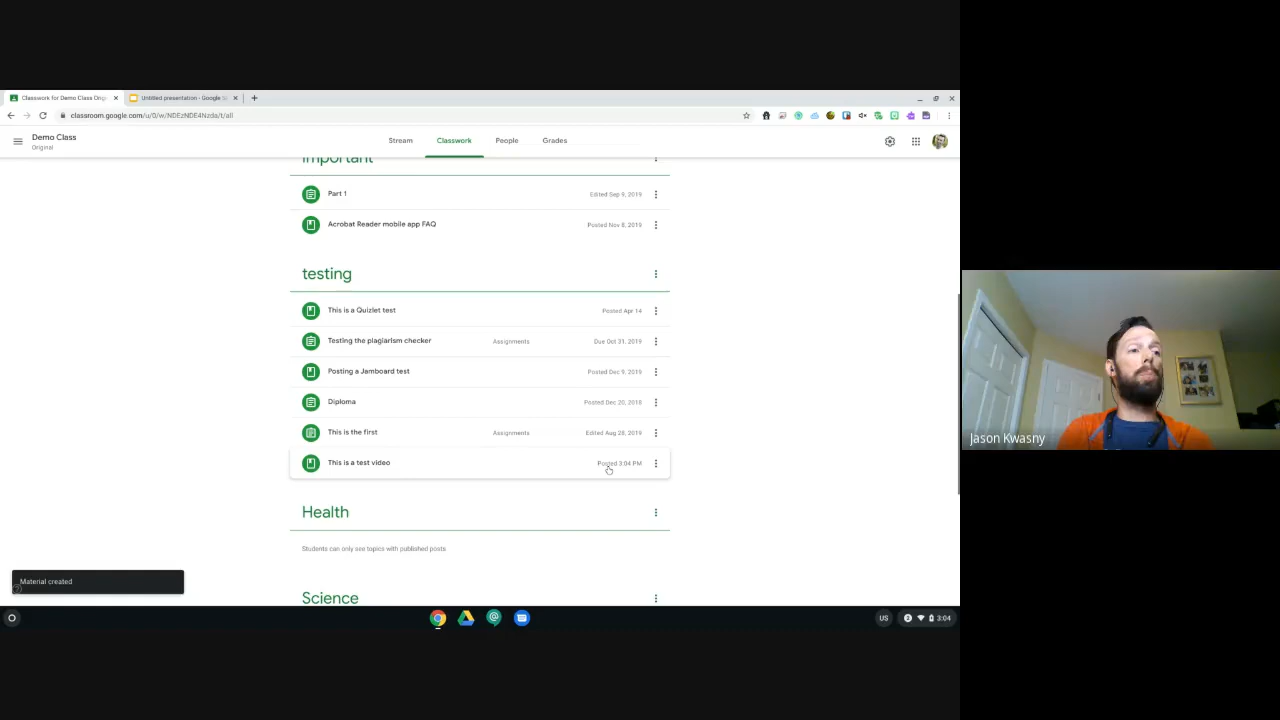 Classwork for Demo Class Orig
Untitled presentation - Google S
classroom.google.com/u/0/w/NDEzNDE4Nzda/t/all
Demo Class
Original
Stream
Classwork
People
Grades
Important
Part 1
Edited Sep 9, 2019
Acrobat Reader mobile app FAQ
Posted Nov 8, 2019
testing
This is a Quizlet test
Posted Apr 14
Testing the plagiarism checker
Assignments
Due Oct 31, 2019
Posting a Jamboard test
Posted Dec 9, 2019
Diploma
Posted Dec 20, 2018
This is the first
Assignments
Edited Aug 28, 2019
This is a test video
Posted 3:04 PM
Jason Kwasny
Health
Students can only see topics with published posts
Material created
Science
US
3:04